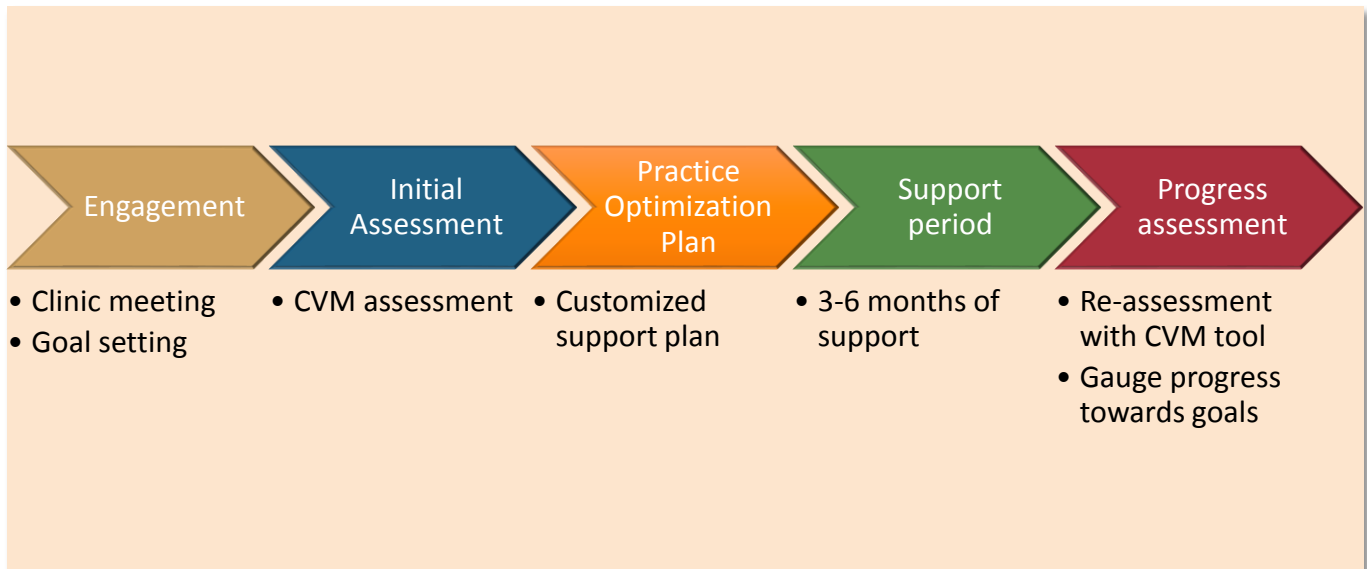 Engagement
• Clinic meeting
• Goal setting
Initial
Assessment
• CVM assessment
Practice
Optimization
Plan
• Customized
support plan
Support
period
• 3-6 months of
support
Progress
assessment
• Re-assessment
with CVM tool
• Gauge progress
towards goals